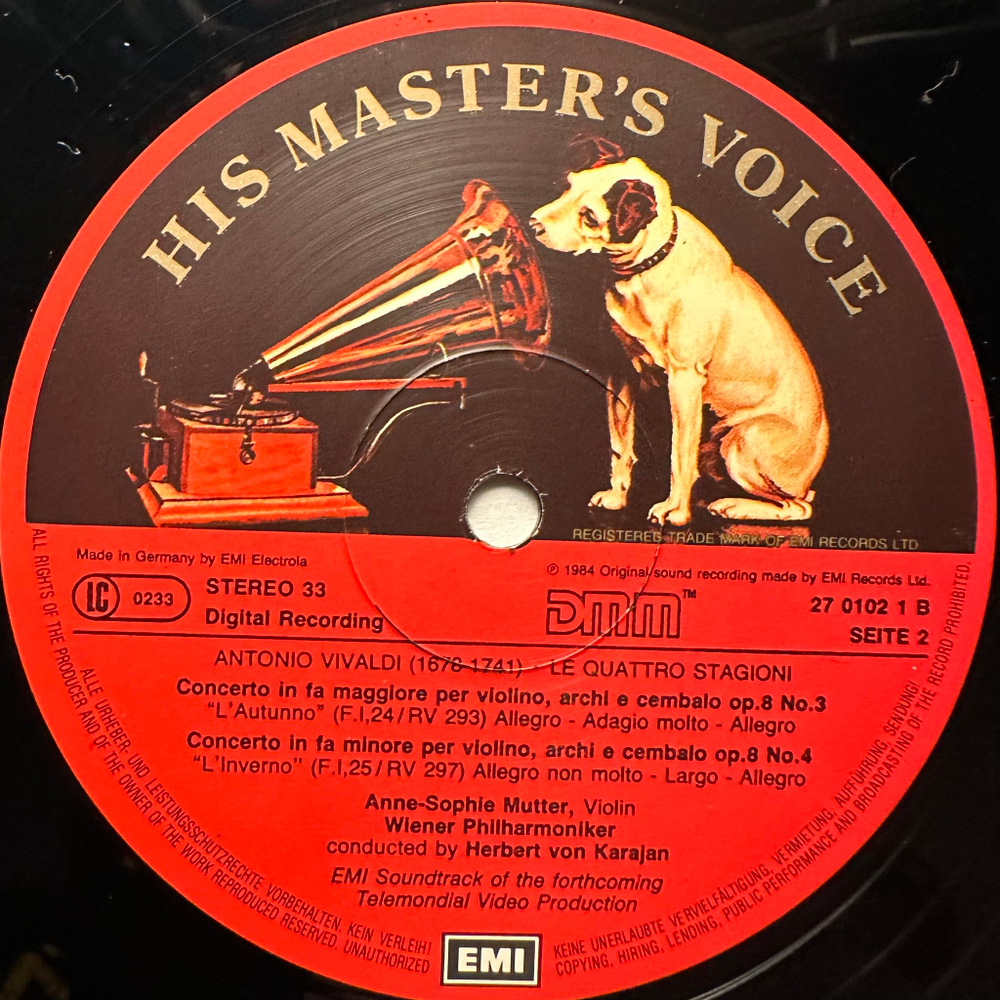 HIS MASTER'S VOICE
REGISTERED TRADE MARK OF EMI RECORDS LTD
Made in Germany by EMI Electrola
℗ 1984 Original sound recording made by EMI Records Ltd.
LC 0233
STEREO 33
Digital Recording
DMM™
27 0102 1 B
SEITE 2
ANTONIO VIVALDI (1678-1741) - LE QUATTRO STAGIONI
Concerto in fa maggiore per violino, archi e cembalo op.8 No.3
"L'Autunno" (F.I,24/RV 293) Allegro - Adagio molto - Allegro
Concerto in fa minore per violino, archi e cembalo op.8 No.4
"L'Inverno" (F.I,25/RV 297) Allegro non molto - Largo - Allegro
Anne-Sophie Mutter, Violin
Wiener Philharmoniker
conducted by Herbert von Karajan
EMI Soundtrack of the forthcoming
Telemondial Video Production
EMI
ALLE URHEBER- UND LEISTUNGSSCHUTZRECHTE VORBEHALTEN. KEIN VERLEIH! KEINE UNERLAUBTE VERVIELFÄLTIGUNG, VERMIETUNG, AUFFÜHRUNG, SENDUNG!
ALL RIGHTS OF THE PRODUCER AND OF THE OWNER OF THE WORK REPRODUCED RESERVED. UNAUTHORIZED COPYING, HIRING, LENDING, PUBLIC PERFORMANCE AND BROADCASTING OF THE RECORD PROHIBITED.